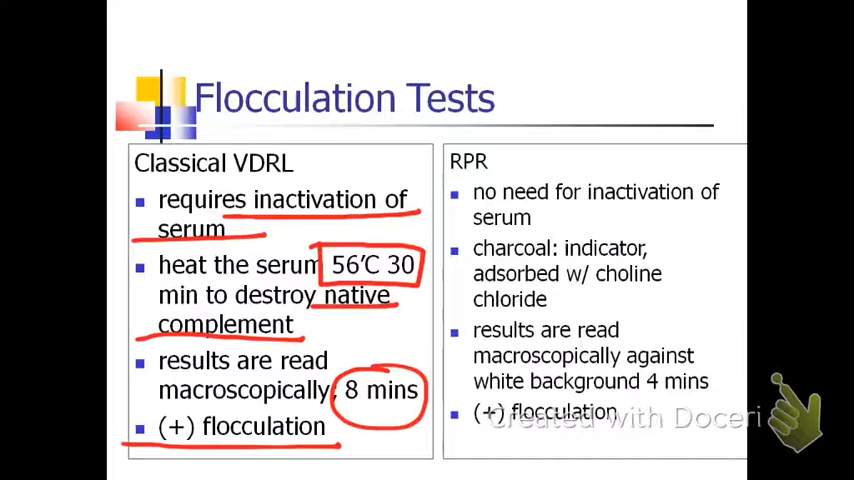 Flocculation Tests
Classical VDRL
requires inactivation of
serum
heat the serum 56'C 30
min to destroy native
complement
results are read
macroscopically; 8 mins
(+) flocculation
RPR
no need for inactivation of
serum
charcoal: indicator,
adsorbed w/ choline
chloride
results are read
macroscopically against
white background 4 mins
(+) flocculation
Created with Doceri